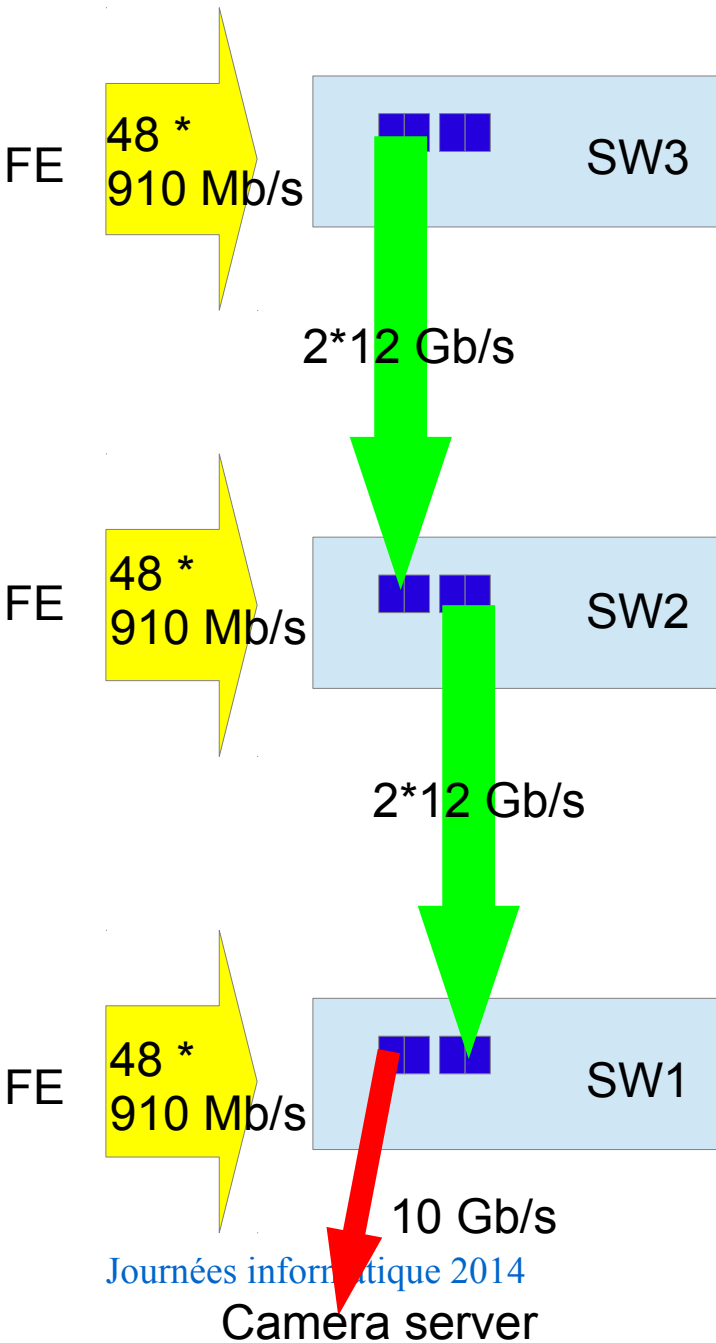 FE
48 *
910 Mb/s
SW3
2*12 Gb/s
FE
48 *
910 Mb/s
SW2
2*12 Gb/s
FE
48 *
910 Mb/s
SW1
10 Gb/s
Journées informatique 2014
Camera server